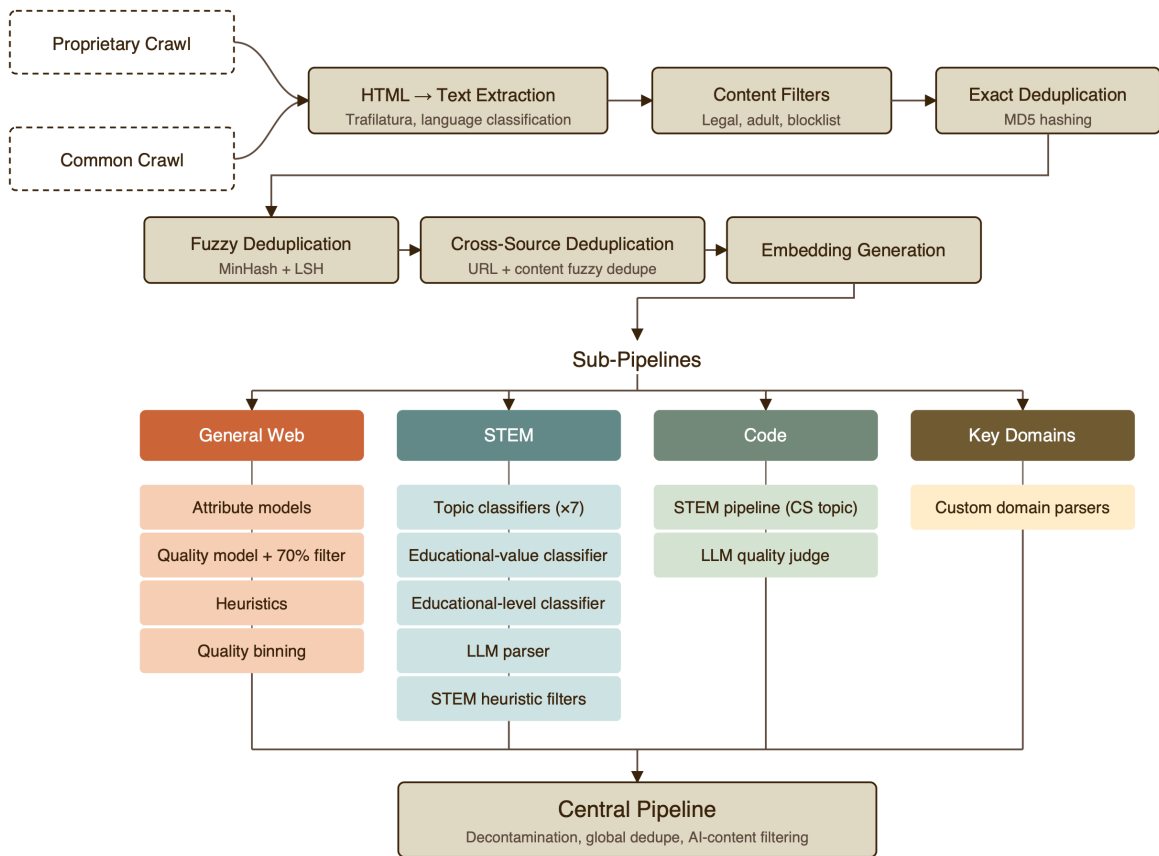 Proprietary Crawl
Common Crawl
HTML → Text Extraction
Trafilatura, language classification
Content Filters
Legal, adult, blocklist
Exact Deduplication
MD5 hashing
Fuzzy Deduplication
MinHash + LSH
Cross-Source Deduplication
URL + content fuzzy dedupe
Embedding Generation
Sub-Pipelines
General Web
Attribute models
Quality model + 70% filter
Heuristics
Quality binning
STEM
Topic classifiers (×7)
Educational-value classifier
Educational-level classifier
LLM parser
STEM heuristic filters
Code
STEM pipeline (CS topic)
LLM quality judge
Key Domains
Custom domain parsers
Central Pipeline
Decontamination, global dedupe, AI-content filtering